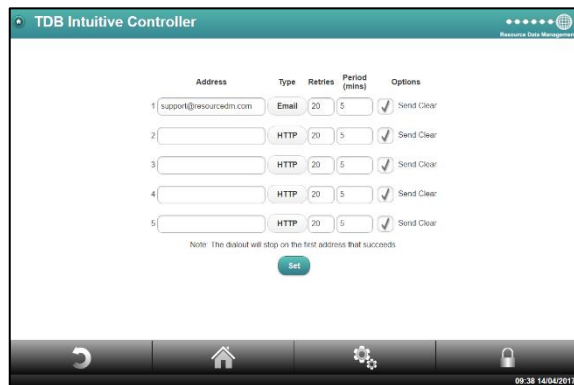 TDB Intuitive Controller
Resource Data Management
Address Type Retries Period (mins) Options
1 support@resourcedm.com Email 20 5 Send Clear
2 HTTP 20 5 Send Clear
3 HTTP 20 5 Send Clear
4 HTTP 20 5 Send Clear
5 HTTP 20 5 Send Clear
Note: The dialout will stop on the first address that succeeds
Set
09:38 14/04/2017